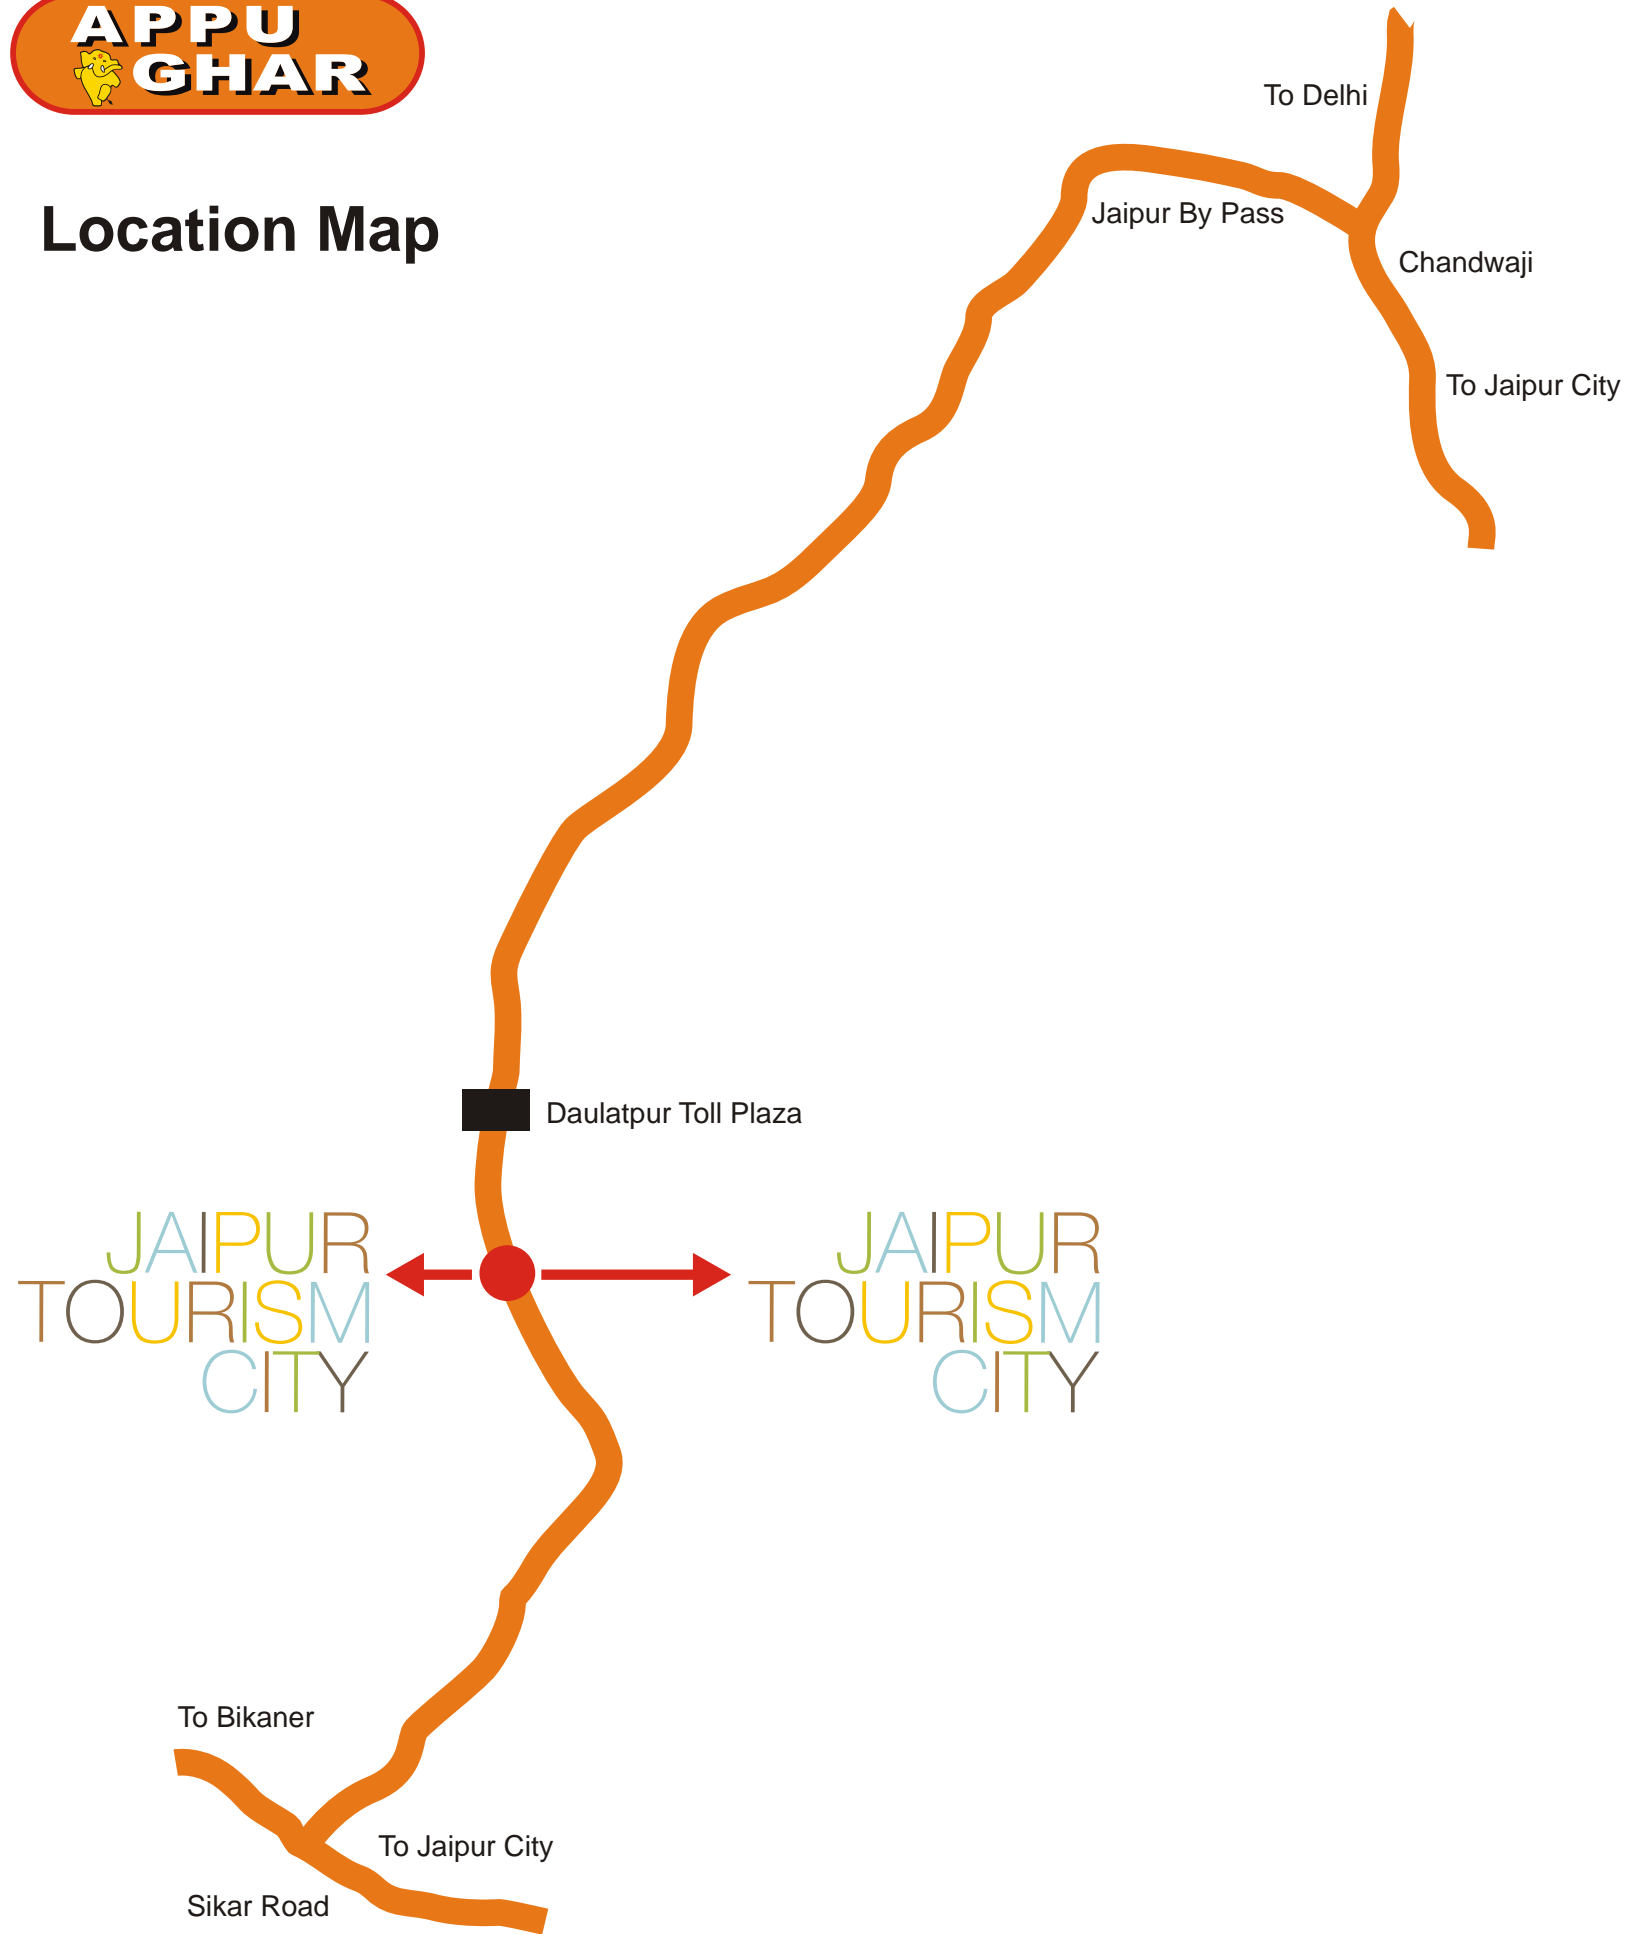 APPU
GHAR
Location Map
To Delhi
Jaipur By Pass
Chandwaji
To Jaipur City
Daulatpur Toll Plaza
JAIPUR
TOURISM
CITY
JAIPUR
TOURISM
CITY
To Bikaner
To Jaipur City
Sikar Road